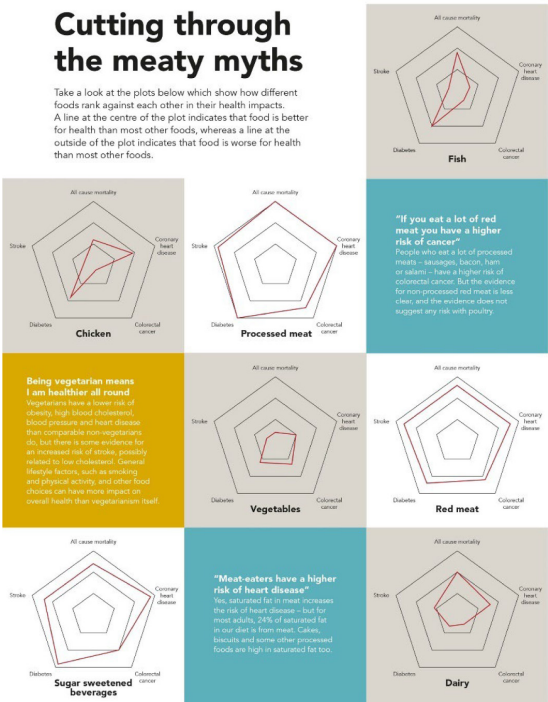 Cutting through
the meaty myths
Take a look at the plots below which show how different
foods rank against each other in their health impacts.
A line at the centre of the plot indicates that food is better
for health than most other foods, whereas a line at the
outside of the plot indicates that food is worse for health
than most other foods.
All cause mortality
Stroke
Coronary
heart
disease
Diabetes
Colorectal
cancer
Fish
All cause mortality
Stroke
Coronary
heart
disease
Diabetes
Colorectal
cancer
Chicken
All cause mortality
Stroke
Coronary
heart
disease
Diabetes
Colorectal
cancer
Processed meat
"If you eat a lot of red
meat you have a higher
risk of cancer"
People who eat a lot of processed
meats – sausages, bacon, ham
or salami – have a higher risk of
colorectal cancer. But the evidence
for non-processed red meat is less
clear, and the evidence does not
suggest any risk with poultry.
Being vegetarian means
I am healthier all round
Vegetarians have a lower risk of
obesity, high blood cholesterol,
blood pressure and heart disease
than comparable non-vegetarians
do, but there is some evidence for
an increased risk of stroke, possibly
related to low cholesterol. General
lifestyle factors, such as smoking
and physical activity, and other food
choices can have more impact on
overall health than vegetarianism itself.
All cause mortality
Stroke
Coronary
heart
disease
Diabetes
Colorectal
cancer
Vegetables
All cause mortality
Stroke
Coronary
heart
disease
Diabetes
Colorectal
cancer
Red meat
All cause mortality
Stroke
Coronary
heart
disease
Diabetes
Colorectal
cancer
Sugar sweetened
beverages
"Meat-eaters have a higher
risk of heart disease"
Yes, saturated fat in meat increases
the risk of heart disease – but for
most adults, 24% of saturated fat
in our diet is from meat. Cakes,
biscuits and some other processed
foods are high in saturated fat too.
All cause mortality
Stroke
Coronary
heart
disease
Diabetes
Colorectal
cancer
Dairy